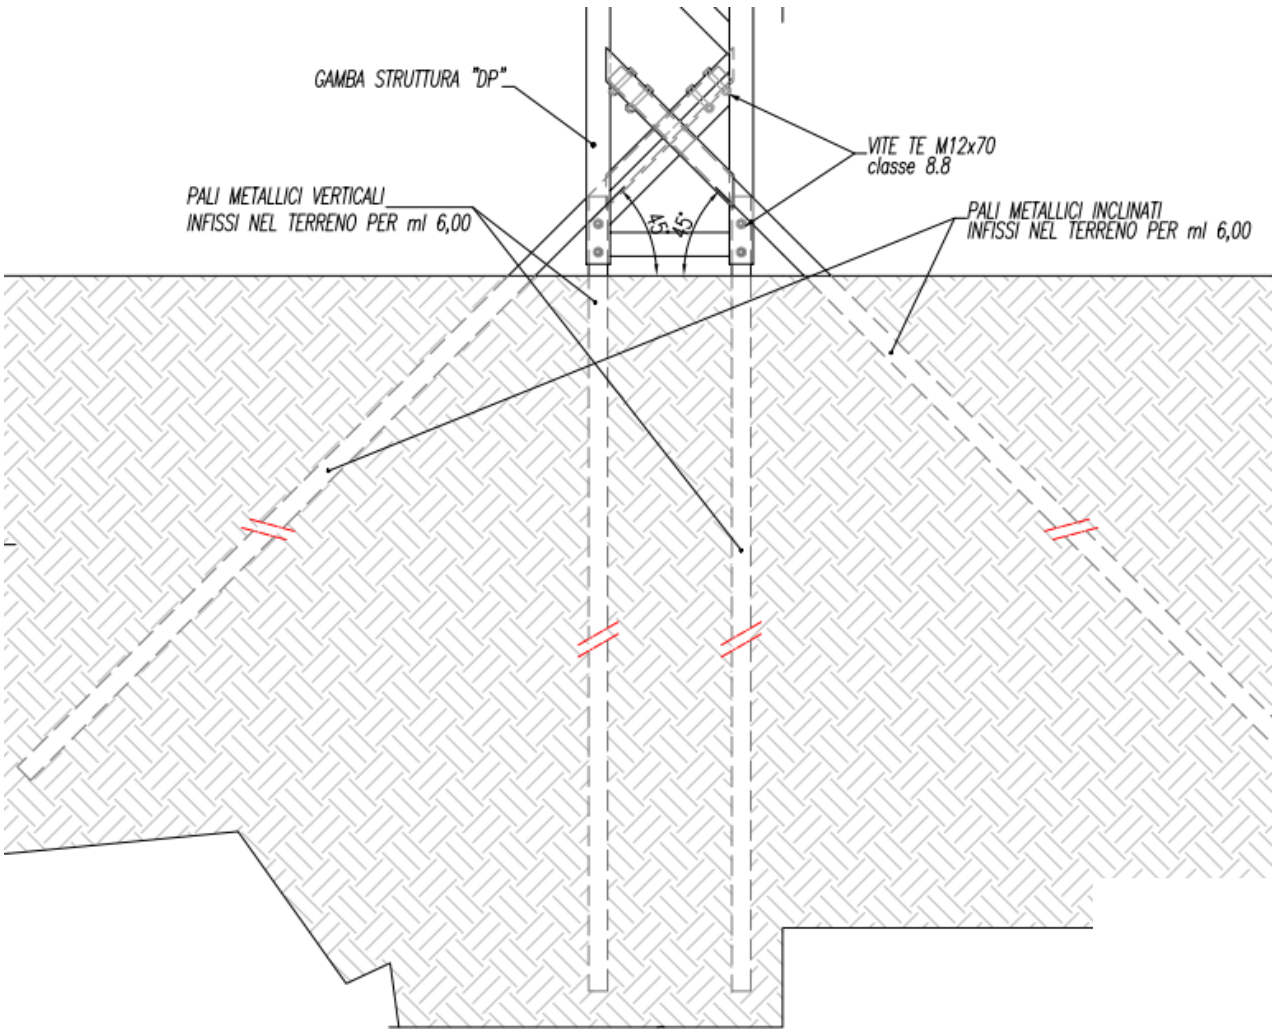 GAMBA STRUTTURA "DP"
VITE TE M12x70
classe 8.8
PALI METALLICI VERTICALI
INFISSI NEL TERRENO PER ml 6,00
PALI METALLICI INCLINATI
INFISSI NEL TERRENO PER ml 6,00
45°
45°